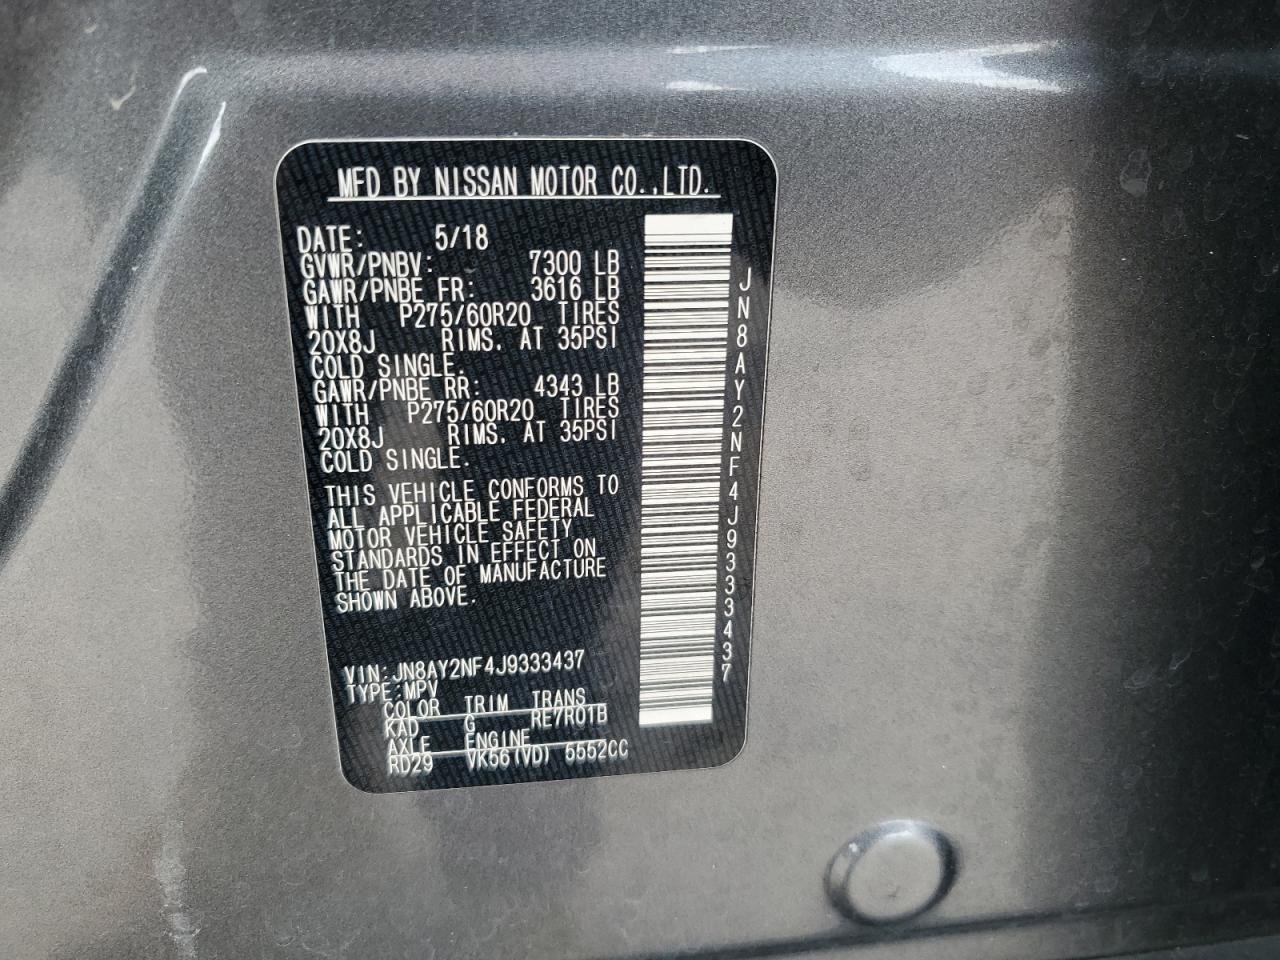 MFD BY NISSAN MOTOR CO.,LTD.
DATE: 5/18
GVWR/PNBV: 7300 LB
GAWR/PNBE FR: 3616 LB
WITH P275/60R20 TIRES
20X8J RIMS. AT 35PSI
COLD SINGLE.
GAWR/PNBE RR: 4343 LB
WITH P275/60R20 TIRES
20X8J RIMS. AT 35PSI
COLD SINGLE.
THIS VEHICLE CONFORMS TO
ALL APPLICABLE FEDERAL
MOTOR VEHICLE SAFETY
STANDARDS IN EFFECT ON
THE DATE OF MANUFACTURE
SHOWN ABOVE.
VIN:JN8AY2NF4J9333437
TYPE:MPV
COLOR TRIM TRANS
KAD G RE7R01B
AXLE ENGINE
RD29 VK56(VD) 5552CC
JN8AY2NF4J9333437